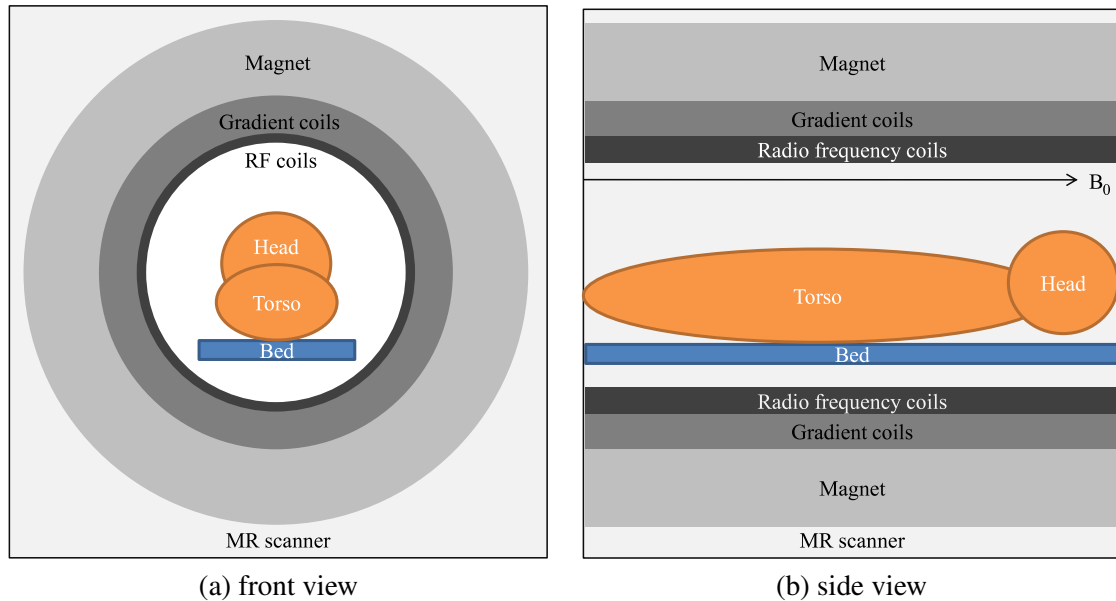 Magnet
Gradient coils
RF coils
Head
Torso
Bed
MR scanner
(a) front view
Magnet
Gradient coils
Radio frequency coils
B₀
Torso
Head
Bed
Radio frequency coils
Gradient coils
Magnet
MR scanner
(b) side view